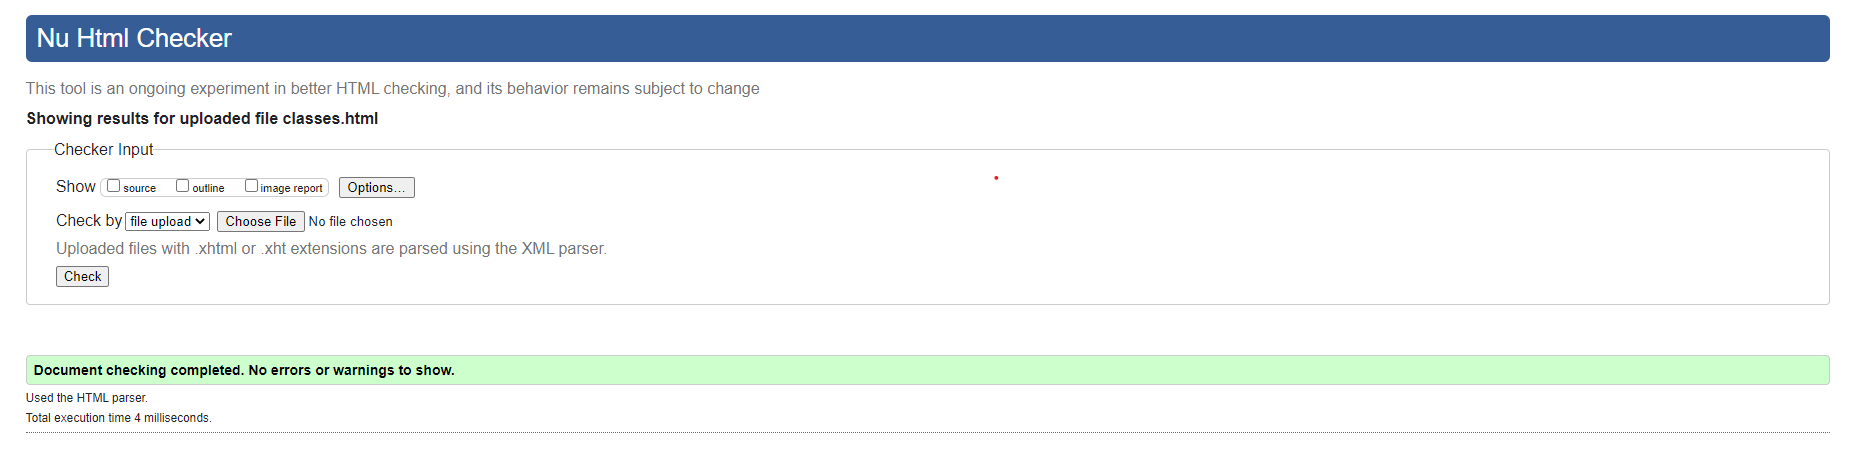 Nu Html Checker
This tool is an ongoing experiment in better HTML checking, and its behavior remains subject to change
Showing results for uploaded file classes.html
Checker Input
Show source outline image report Options...
Check by file upload Choose File No file chosen
Uploaded files with .xhtml or .xht extensions are parsed using the XML parser.
Check
Document checking completed. No errors or warnings to show.
Used the HTML parser.
Total execution time 4 milliseconds.